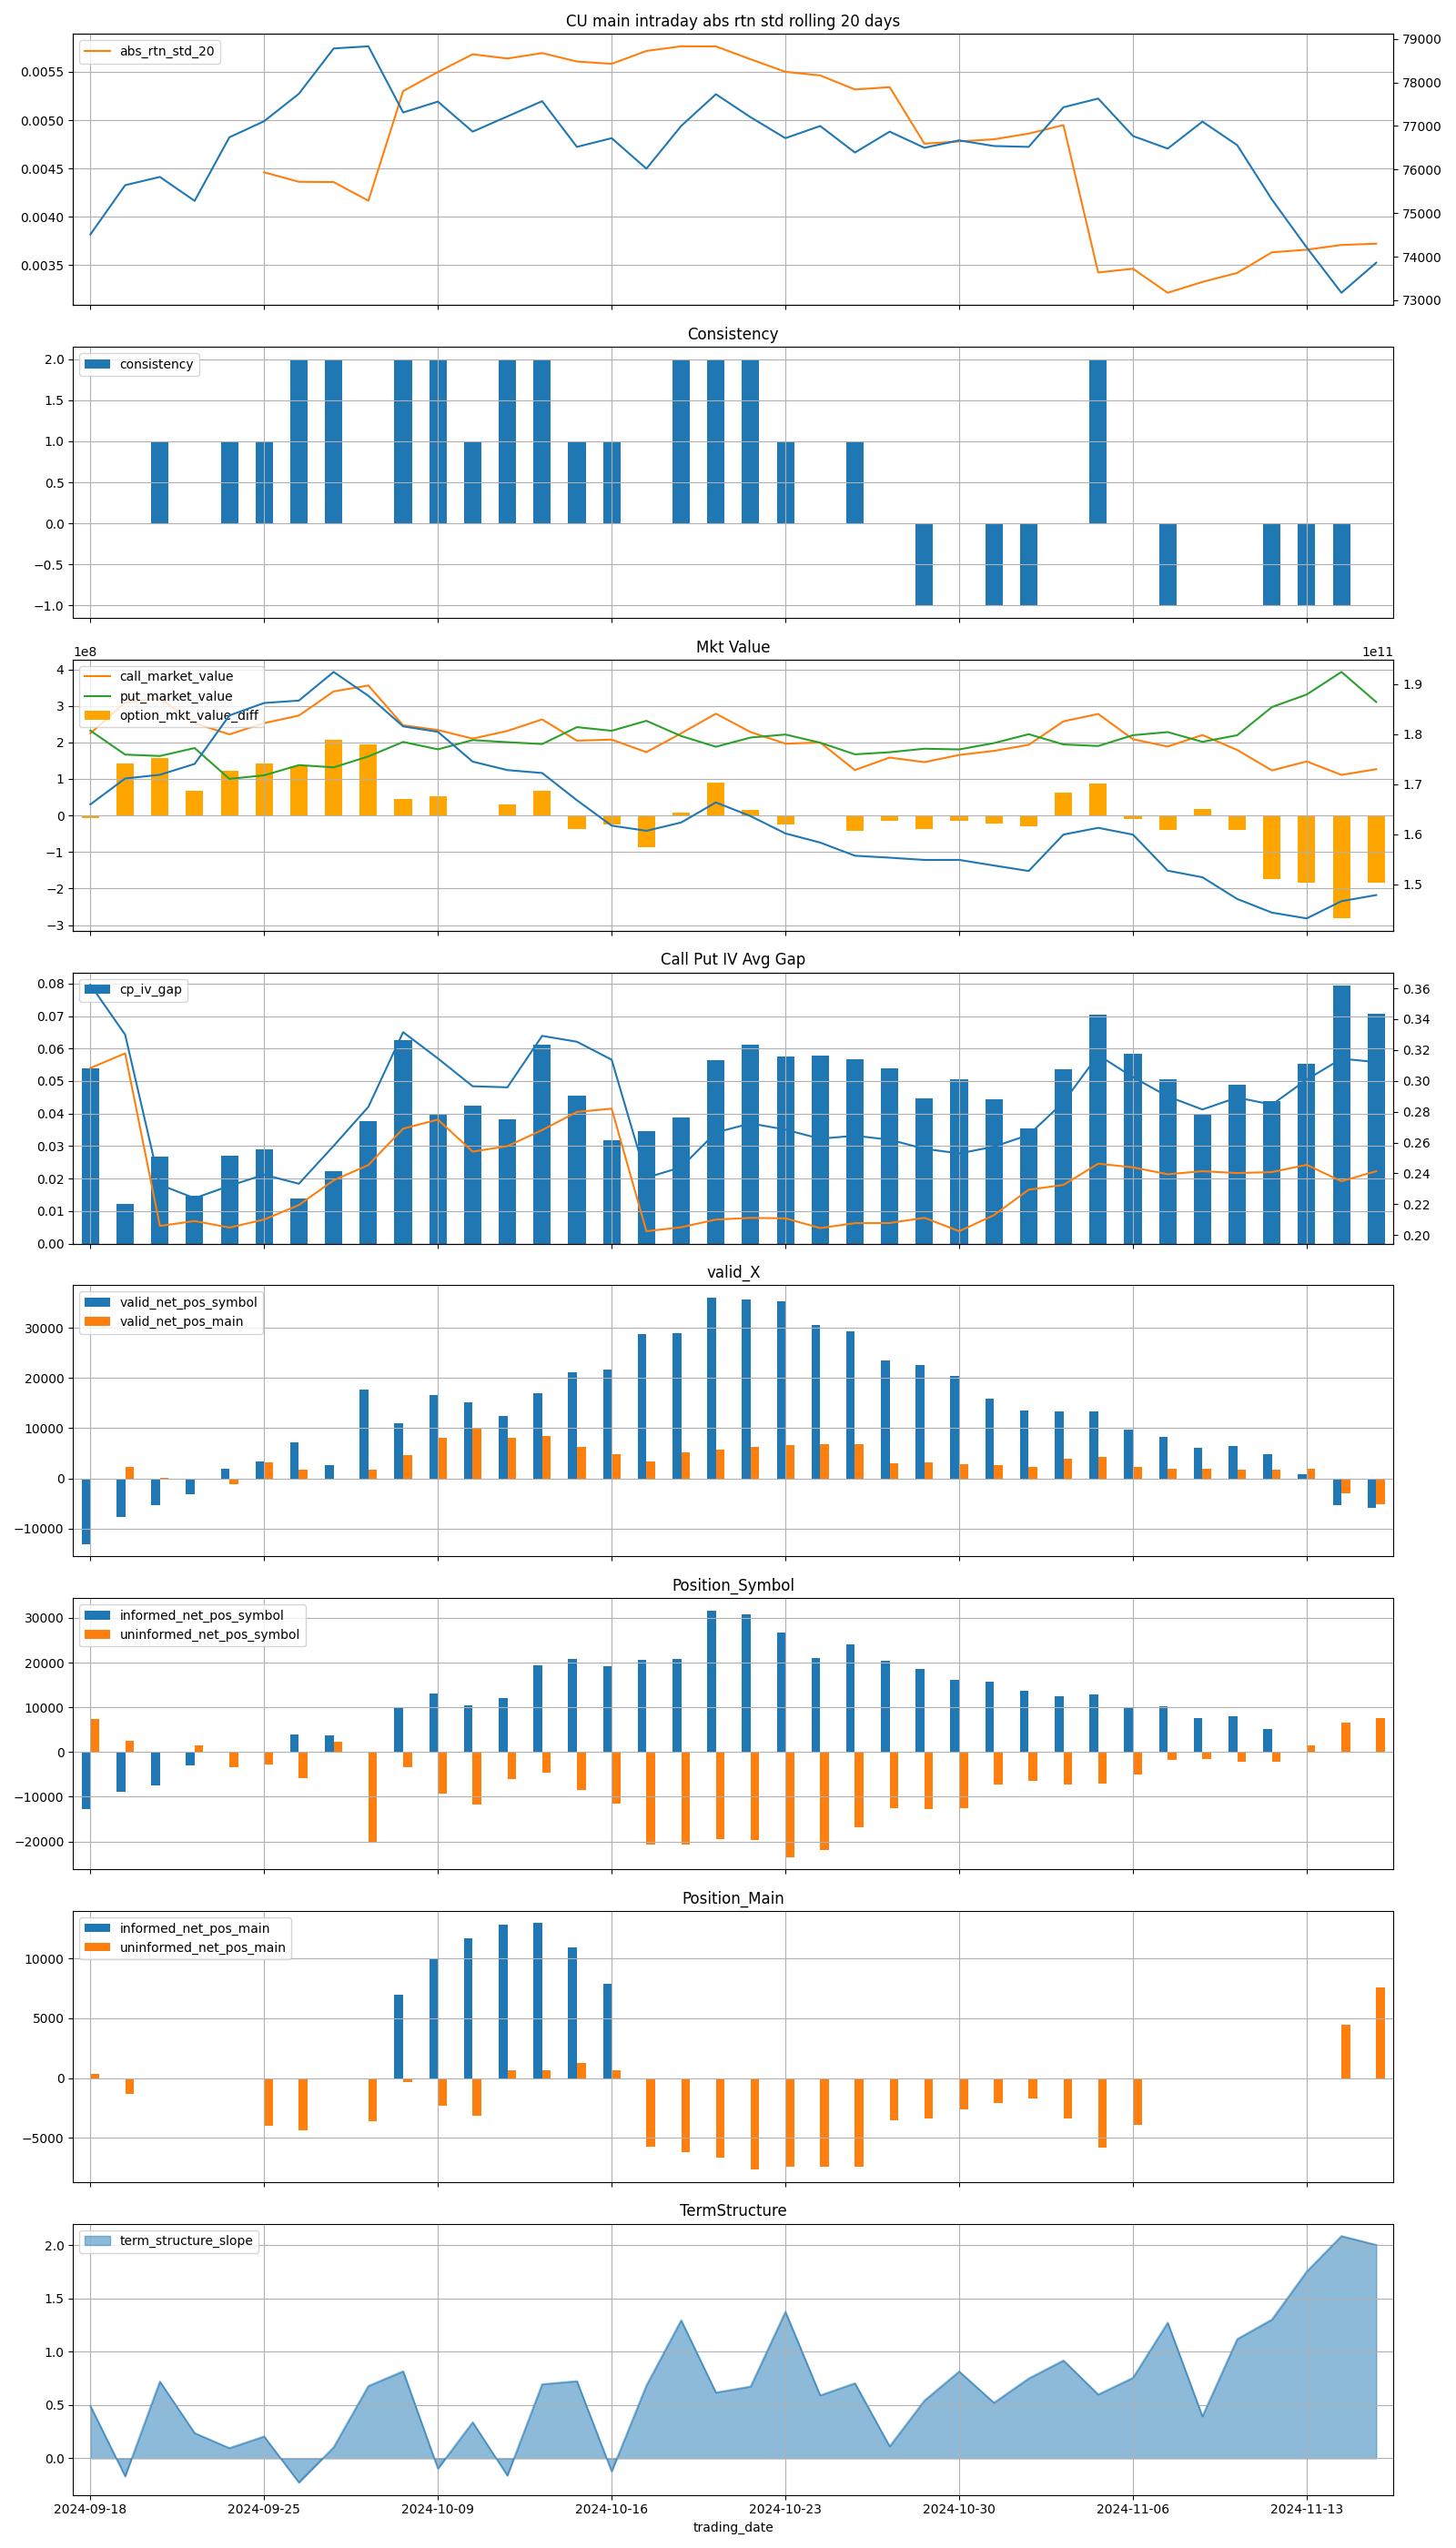 CU main intraday abs rtn std rolling 20 days
abs_rtn_std_20
0.0055
0.0050
0.0045
0.0040
0.0035
79000
78000
77000
76000
75000
74000
73000
Consistency
consistency
2.0
1.5
1.0
0.5
0.0
−0.5
−1.0
Mkt Value
1e8
1e11
call_market_value
put_market_value
option_mkt_value_diff
4
3
2
1
0
−1
−2
−3
1.9
1.8
1.7
1.6
1.5
Call Put IV Avg Gap
cp_iv_gap
0.08
0.07
0.06
0.05
0.04
0.03
0.02
0.01
0.00
0.36
0.34
0.32
0.30
0.28
0.26
0.24
0.22
0.20
valid_X
valid_net_pos_symbol
valid_net_pos_main
30000
20000
10000
0
−10000
Position_Symbol
informed_net_pos_symbol
uninformed_net_pos_symbol
30000
20000
10000
0
−10000
−20000
Position_Main
informed_net_pos_main
uninformed_net_pos_main
10000
5000
0
−5000
TermStructure
term_structure_slope
2.0
1.5
1.0
0.5
0.0
2024-09-18 2024-09-25 2024-10-09 2024-10-16 2024-10-23 2024-10-30 2024-11-06 2024-11-13
trading_date